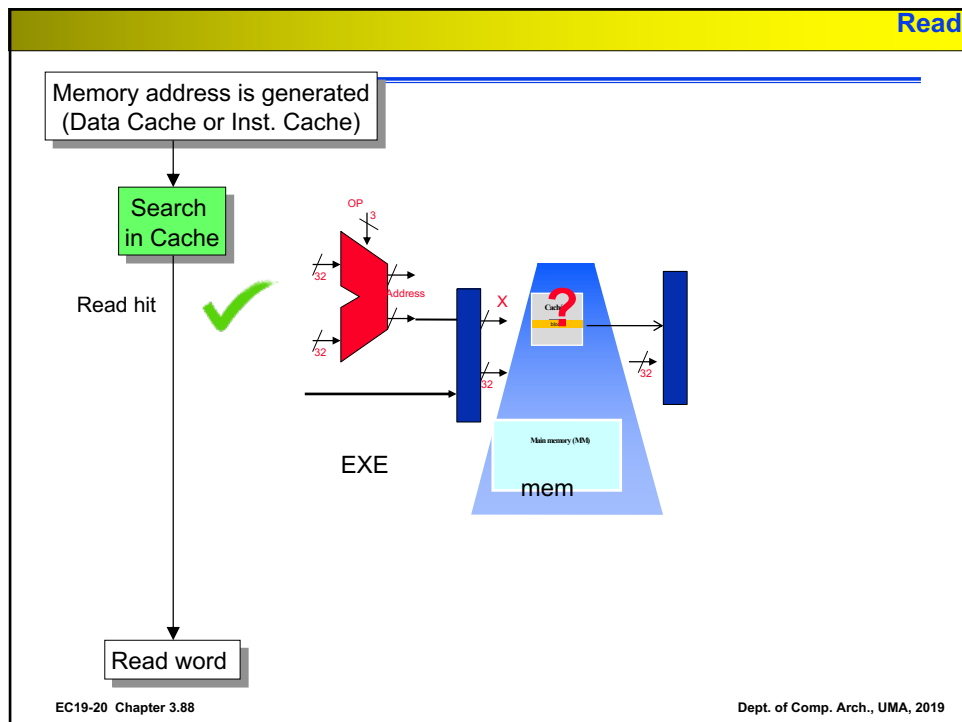 Read
Memory address is generated
(Data Cache or Inst. Cache)
Search
in Cache
Read hit
OP
3
32
Address
32
X
32
32
Main memory (MM)
EXE
mem
Read word
EC19-20 Chapter 3.88
Dept. of Comp. Arch., UMA, 2019
?